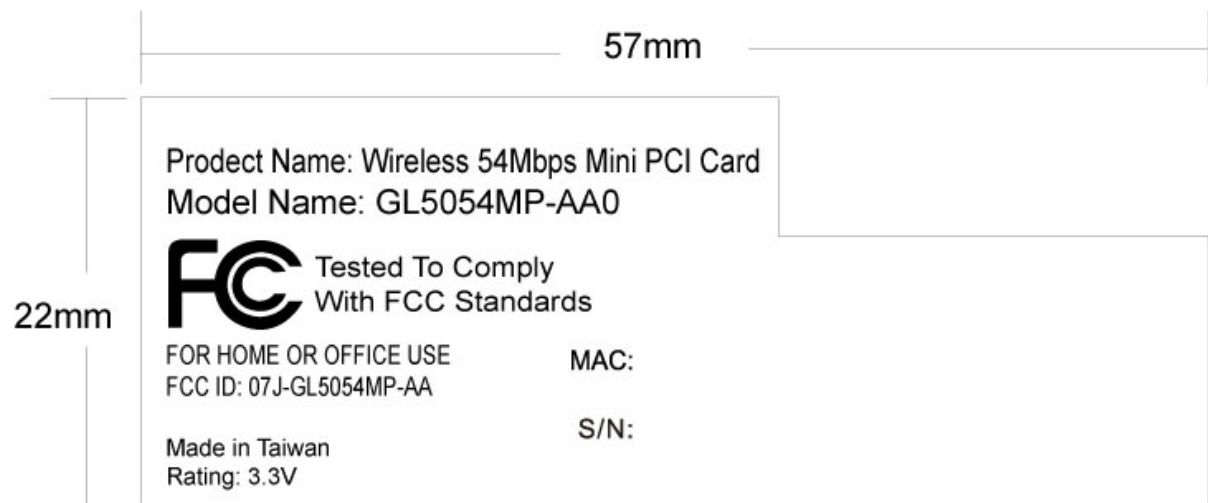 57mm
Prodect Name: Wireless 54Mbps Mini PCI Card
Model Name: GL5054MP-AA0
FC Tested To Comply
With FCC Standards
22mm
FOR HOME OR OFFICE USE
MAC:
FCC ID: 07J-GL5054MP-AA
S/N:
Made in Taiwan
Rating: 3.3V